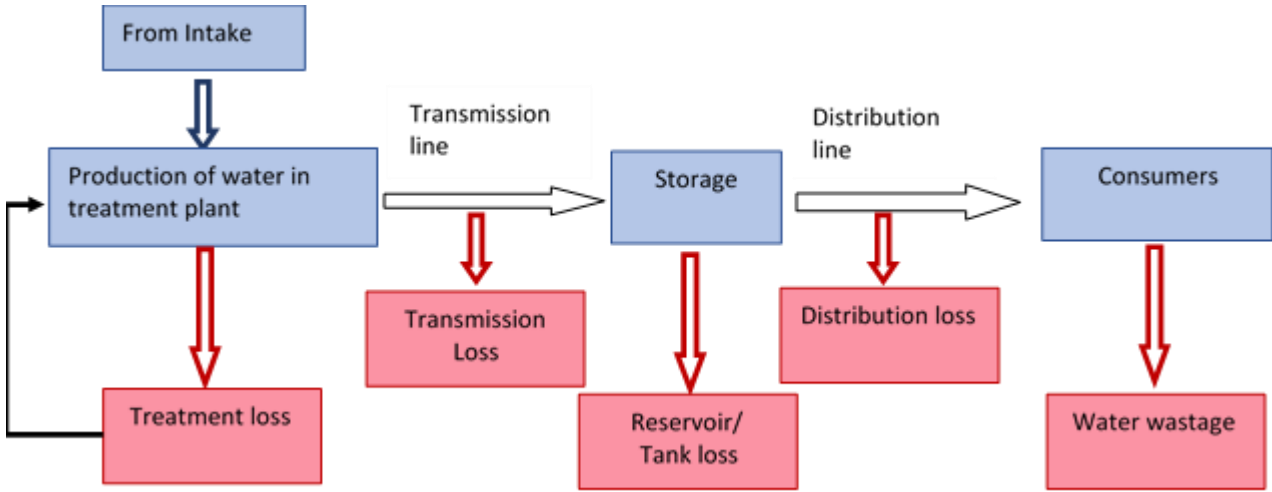 From Intake
Transmission
line
Distribution
line
Production of water in
treatment plant
Storage
Consumers
Transmission
Loss
Distribution loss
Treatment loss
Reservoir/
Tank loss
Water wastage